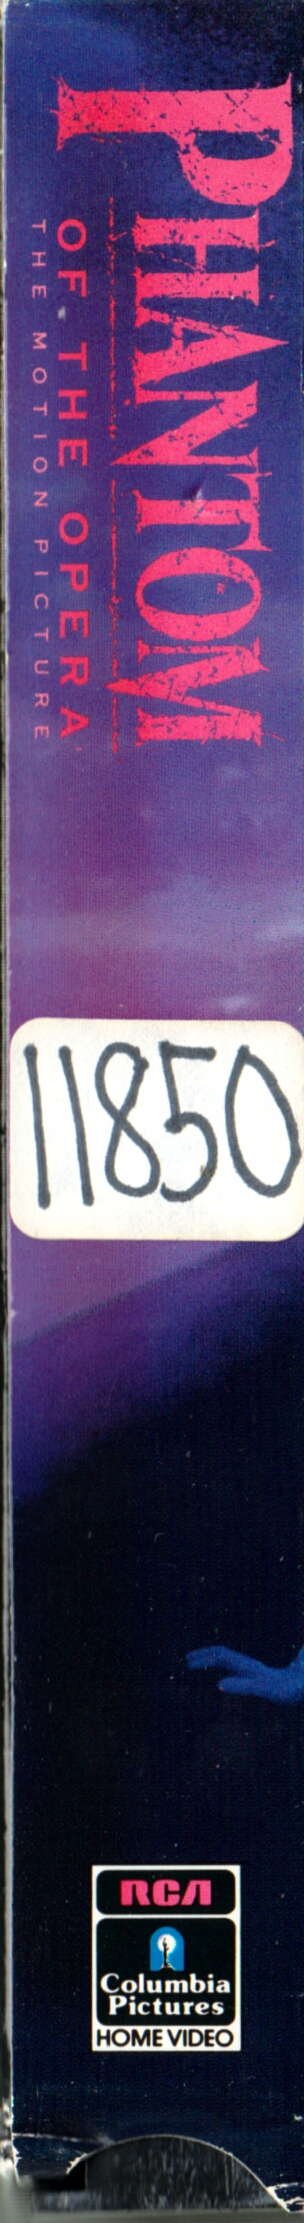 PHANTOM
OF THE OPERA
THE MOTION PICTURE
11850
RCA
Columbia
Pictures
HOME VIDEO